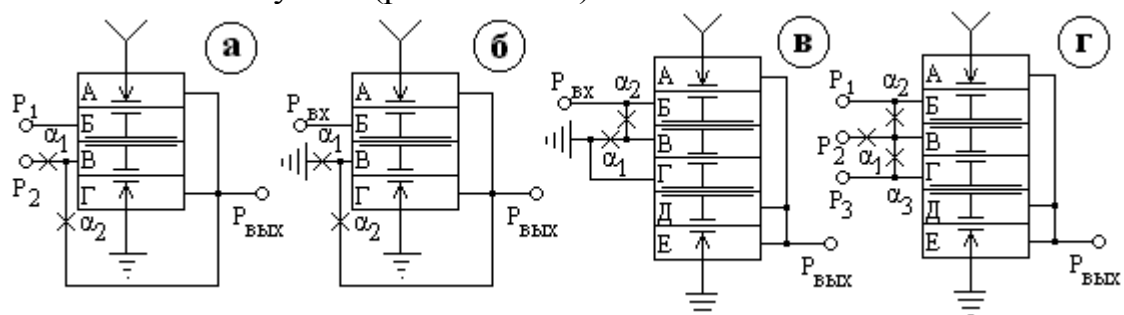 а
А
P₁
Б
α₁
P₂
В
Г
α₂
Pвых
б
А
Pвх
Б
α₁
В
Г
α₂
Pвых
в
А
Pвх
α₂
Б
В
α₁
Г
Д
Е
Pвых
г
P₁
А
α₂
Б
P₂
α₁
В
P₃
α₃
Г
Д
Е
Pвых